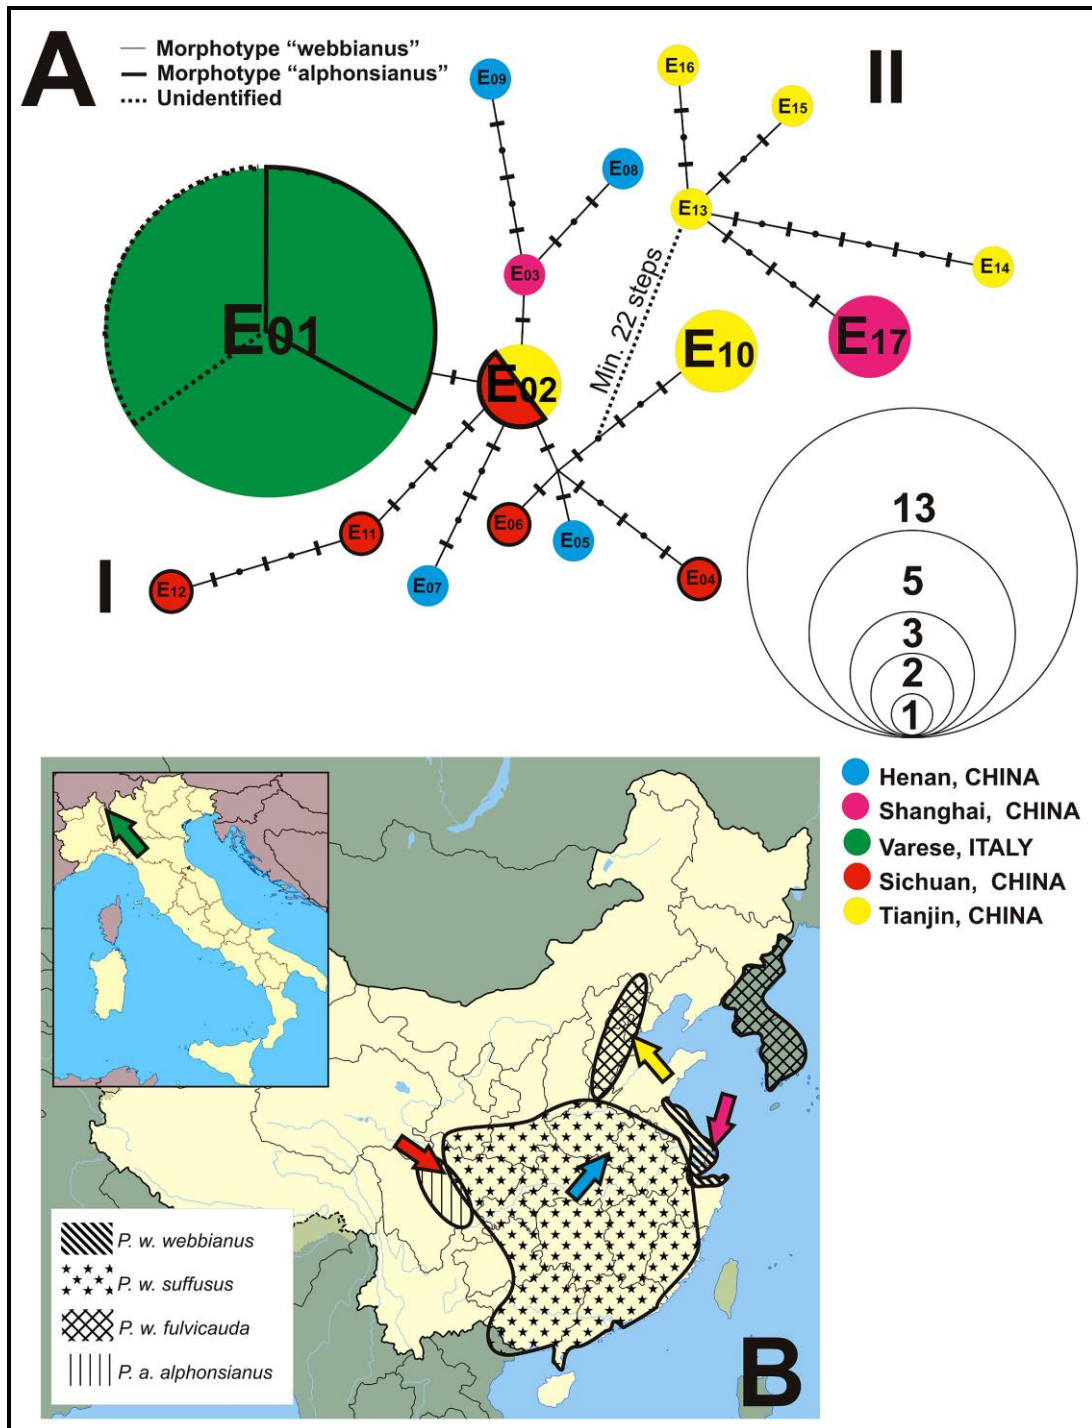 A
Morphotype “webbianus”
Morphotype “alphonsianus”
Unidentified
II
E09
E16
E15
E08
E13
E03
E14
E01
Min. 22 steps
E10
E17
E02
E11
E06
E05
E12
E07
E04
I
13
5
3
2
1
Henan, CHINA
Shanghai, CHINA
Varese, ITALY
Sichuan, CHINA
Tianjin, CHINA
P. w. webbianus
P. w. suffusus
P. w. fulvicauda
P. a. alphonsianus
B